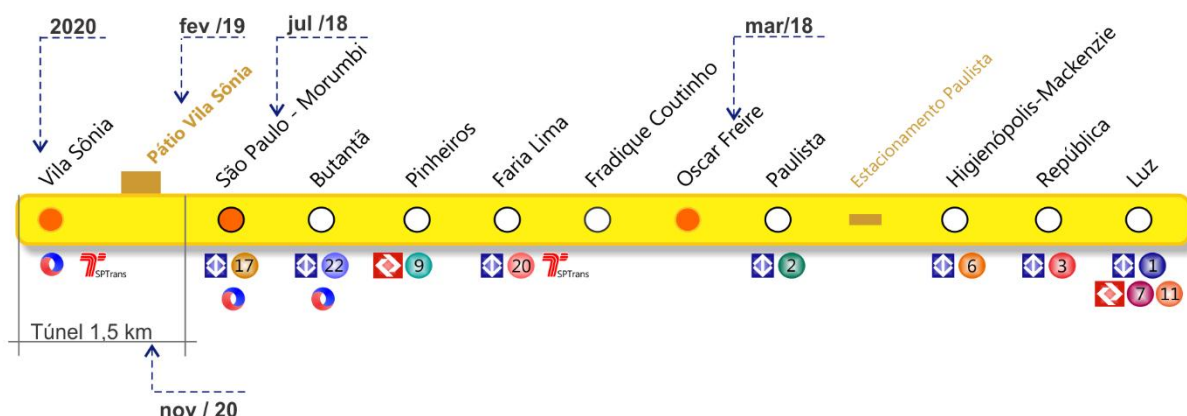 2020
fev /19
jul /18
mar/18
Vila Sônia
Pátio Vila Sônia
São Paulo - Morumbi
Butantã
Pinheiros
Faria Lima
Fradique Coutinho
Oscar Freire
Paulista
Estacionamento Paulista
Higienópolis-Mackenzie
República
Luz
SPTrans
17
22
9
20
SPTrans
2
6
3
1
7
11
Túnel 1,5 km
nov / 20